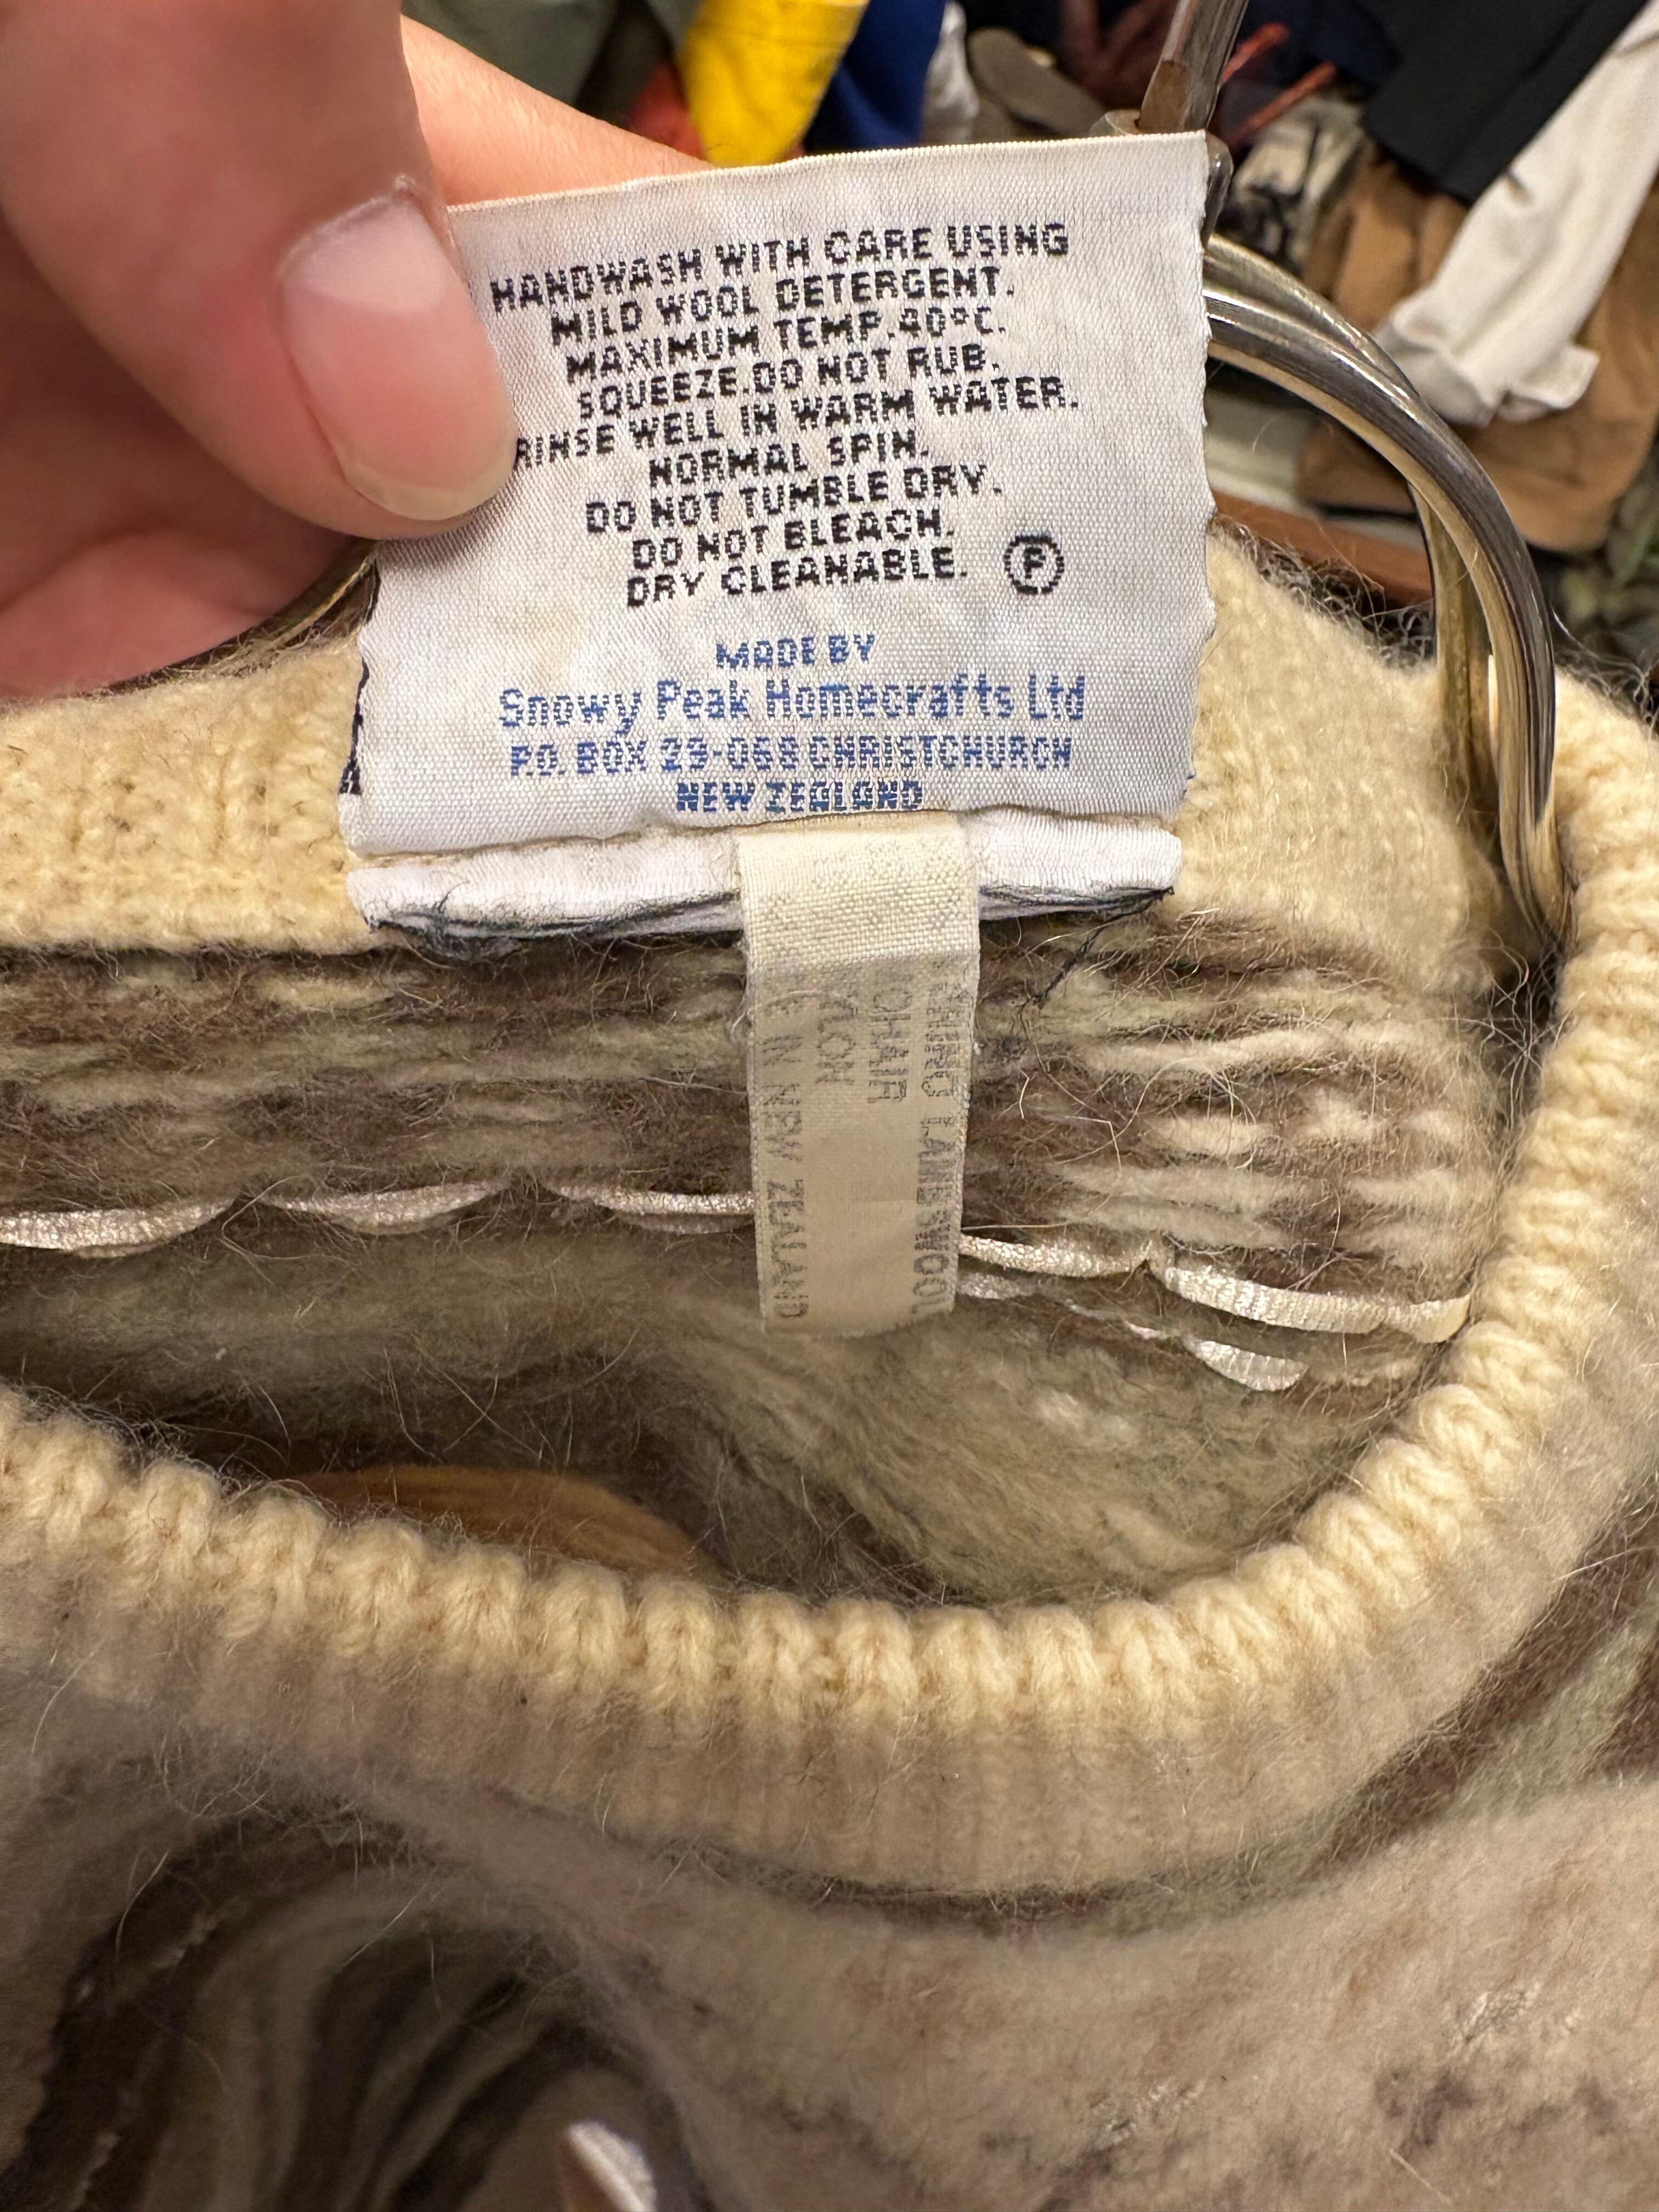 HANDWASH WITH CARE USING
MILD WOOL DETERGENT.
MAXIMUM TEMP.40°C.
SQUEEZE.DO NOT RUB.
RINSE WELL IN WARM WATER.
NORMAL SPIN.
DO NOT TUMBLE DRY.
DO NOT BLEACH.
DRY CLEANABLE. Ⓟ
MADE BY
Snowy Peak Homecrafts Ltd
P.O. BOX 29-068 CHRISTCHURCH
NEW ZEALAND
LAMBSWOOL
OHAIR
YLON
E IN NEW ZEALAND